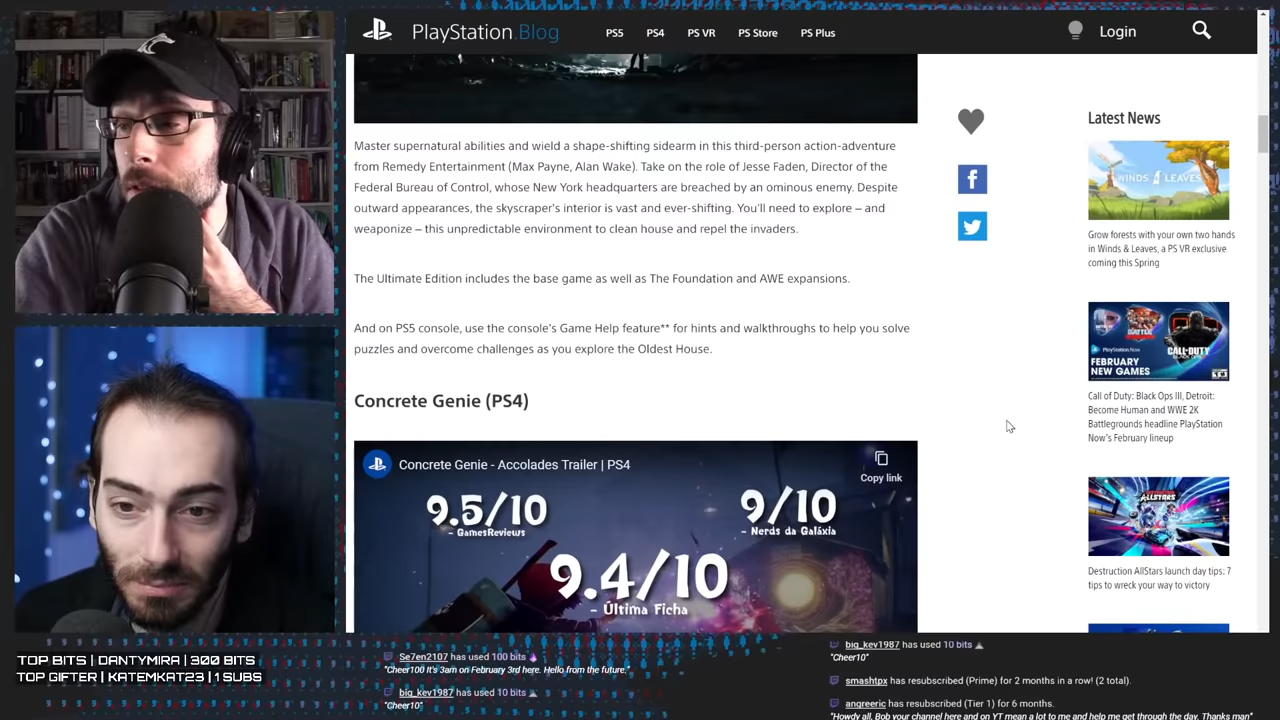 PlayStation.Blog
PS5 PS4 PS VR PS Store PS Plus
Login
Master supernatural abilities and wield a shape-shifting sidearm in this third-person action-adventure
from Remedy Entertainment (Max Payne, Alan Wake). Take on the role of Jesse Faden, Director of the
Federal Bureau of Control, whose New York headquarters are breached by an ominous enemy. Despite
outward appearances, the skyscraper's interior is vast and ever-shifting. You'll need to explore – and
weaponize – this unpredictable environment to clean house and repel the invaders.
The Ultimate Edition includes the base game as well as The Foundation and AWE expansions.
And on PS5 console, use the console's Game Help feature** for hints and walkthroughs to help you solve
puzzles and overcome challenges as you explore the Oldest House.
Concrete Genie (PS4)
Concrete Genie - Accolades Trailer | PS4
Copy link
9.5/10
- GamesReviews
9/10
- Nerds da Galáxia
9.4/10
- Última Ficha
Latest News
WINDS & LEAVES
Grow forests with your own two hands
in Winds & Leaves, a PS VR exclusive
coming this Spring
PlayStation Now
FEBRUARY
NEW GAMES
CALL OF DUTY
Call of Duty: Black Ops III, Detroit:
Become Human and WWE 2K
Battlegrounds headline PlayStation
Now's February lineup
DESTRUCTION
ALLSTARS
Destruction AllStars launch day tips: 7
tips to wreck your way to victory
TOP BITS | DANTYMIRA | 300 BITS
TOP GIFTER | KATEMKAT23 | 1 SUBS
Se7en2107 has used 100 bits
"Cheer100 It's 3am on February 3rd here. Hello from the future."
big_kev1987 has used 10 bits
"Cheer10"
big_kev1987 has used 10 bits
"Cheer10"
smashtpx has resubscribed (Prime) for 2 months in a row! (2 total).
angreeric has resubscribed (Tier 1) for 6 months.
"Howdy all, Bob your channel here and on YT mean a lot to me and help me get through the day. Thanks man"